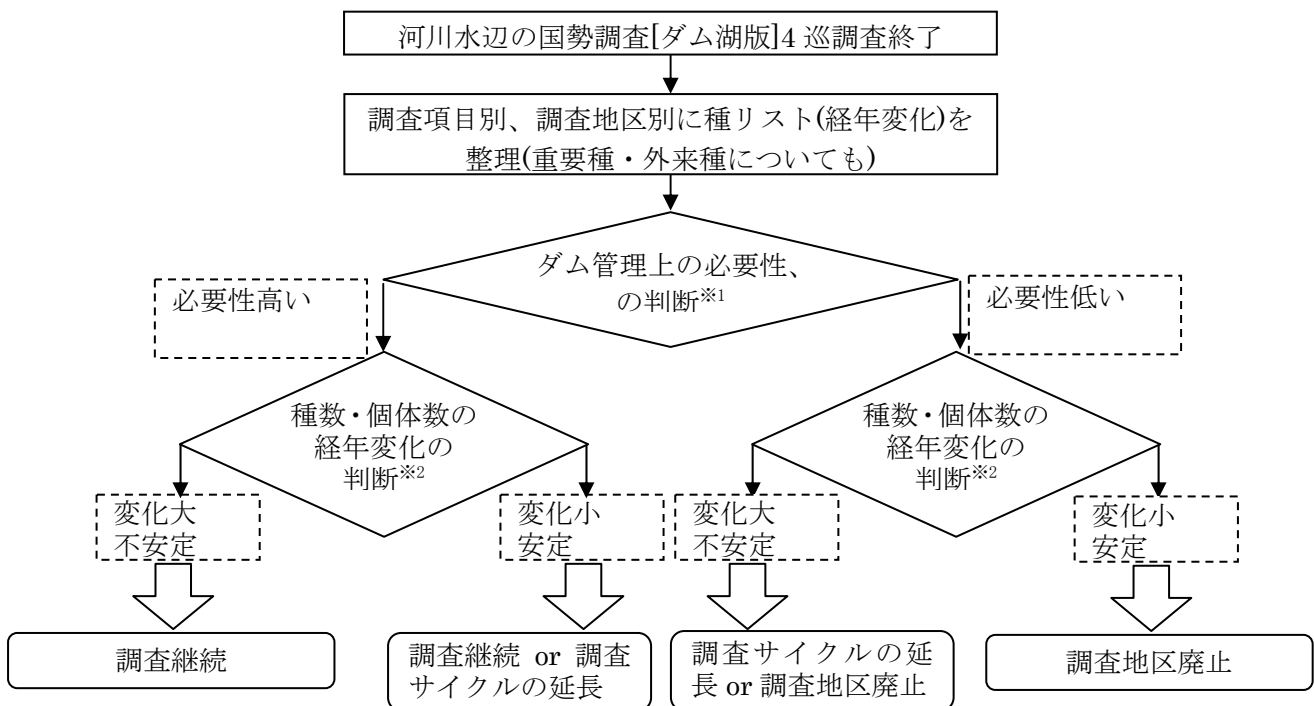 河川水辺の国勢調査[ダム湖版]4 巡調査終了
調査項目別、調査地区別に種リスト(経年変化)を
整理(重要種・外来種についても)
ダム管理上の必要性、
の判断※1
必要性高い
必要性低い
種数・個体数の
経年変化の
判断※2
種数・個体数の
経年変化の
判断※2
変化大
不安定
変化小
安定
変化大
不安定
変化小
安定
調査継続
調査継続 or 調査
サイクルの延長
調査サイクルの延
長 or 調査地区廃止
調査地区廃止